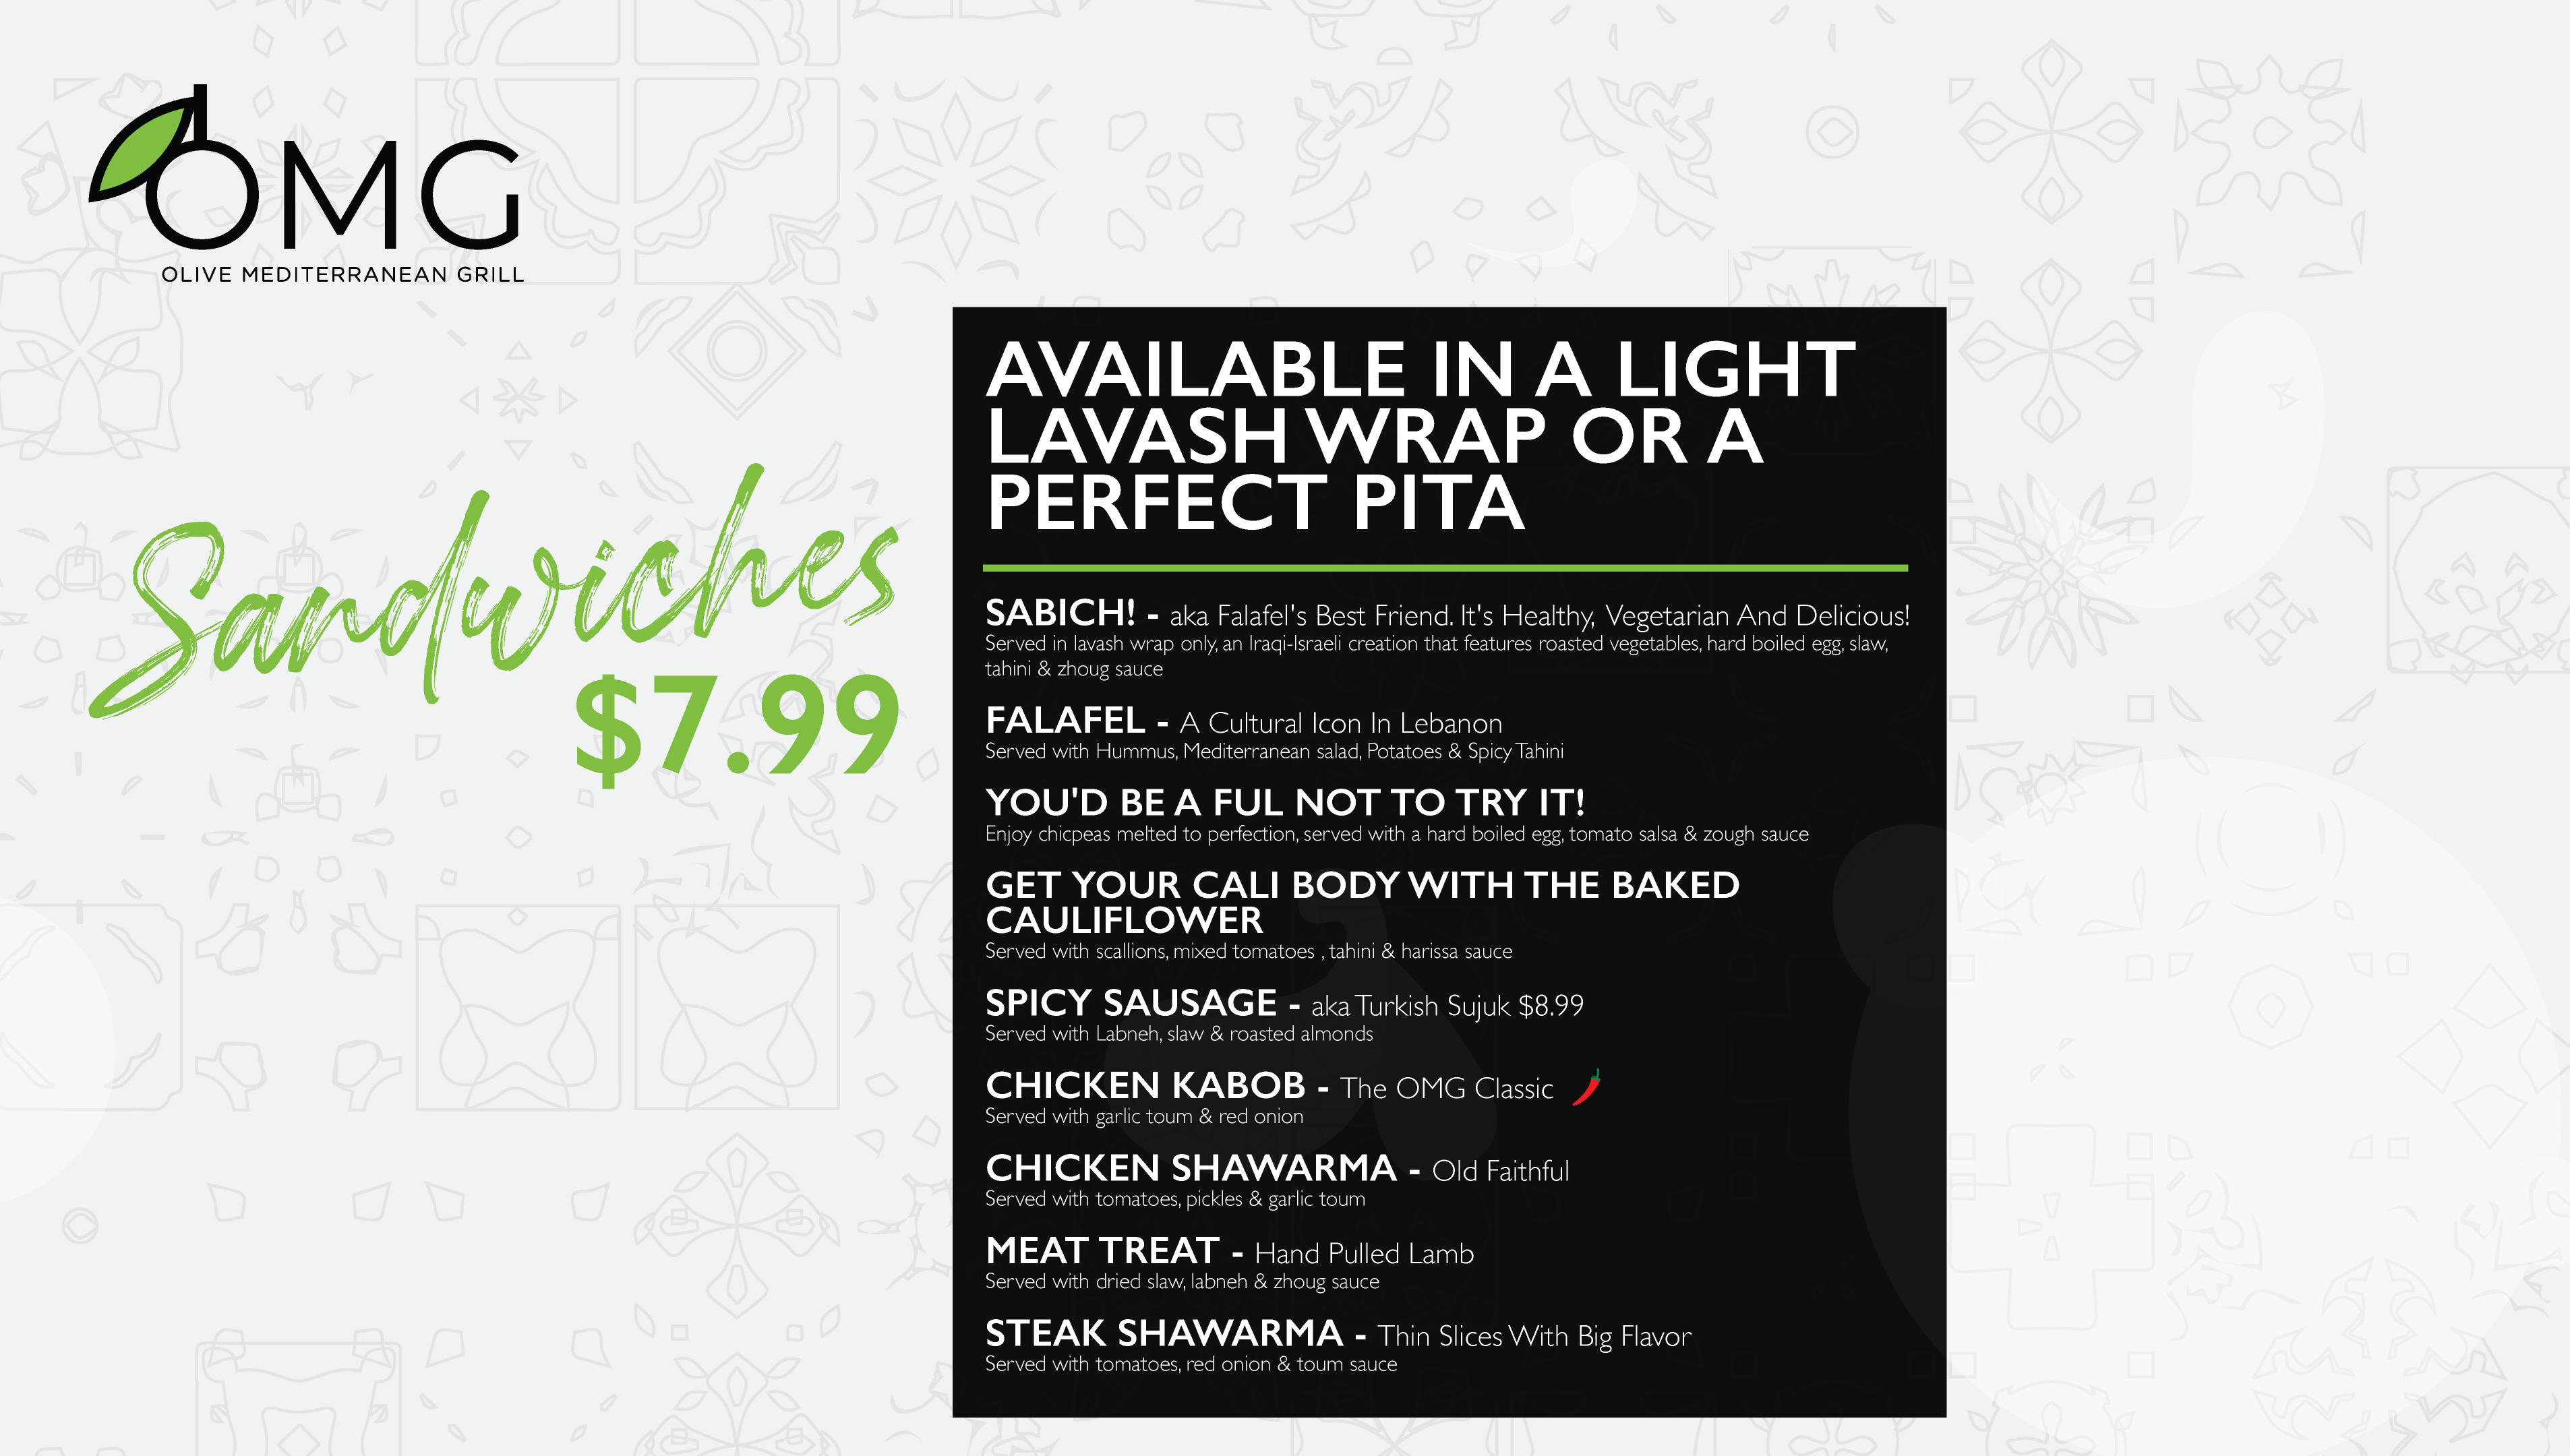 OMG
OLIVE MEDITERRANEAN GRILL
Sandwiches
$7.99
AVAILABLE IN A LIGHT
LAVASH WRAP OR A
PERFECT PITA
SABICH! - aka Falafel's Best Friend. It's Healthy, Vegetarian And Delicious!
Served in lavash wrap only, an Iraqi-Israeli creation that features roasted vegetables, hard boiled egg, slaw,
tahini & zhoug sauce
FALAFEL - A Cultural Icon In Lebanon
Served with Hummus, Mediterranean salad, Potatoes & Spicy Tahini
YOU'D BE A FUL NOT TO TRY IT!
Enjoy chicpeas melted to perfection, served with a hard boiled egg, tomato salsa & zough sauce
GET YOUR CALI BODY WITH THE BAKED
CAULIFLOWER
Served with scallions, mixed tomatoes , tahini & harissa sauce
SPICY SAUSAGE - aka Turkish Sujuk $8.99
Served with Labneh, slaw & roasted almonds
CHICKEN KABOB - The OMG Classic
Served with garlic toum & red onion
CHICKEN SHAWARMA - Old Faithful
Served with tomatoes, pickles & garlic toum
MEAT TREAT - Hand Pulled Lamb
Served with dried slaw, labneh & zhoug sauce
STEAK SHAWARMA - Thin Slices With Big Flavor
Served with tomatoes, red onion & toum sauce